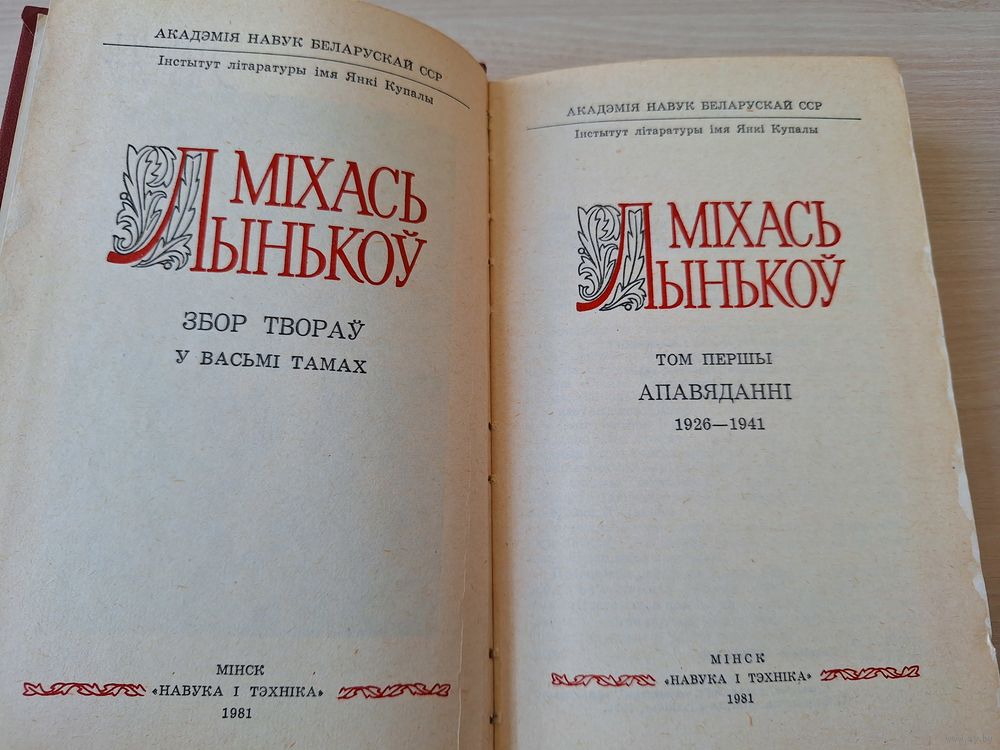 АКАДЭМІЯ НАВУК БЕЛАРУСКАЙ ССР
Інстытут літаратуры імя Янкі Купалы
МІХАСЬ
ЛЫНЬКОЎ
ЗБОР ТВОРАЎ
У ВАСЬМІ ТАМАХ
МІНСК
«НАВУКА І ТЭХНІКА»
1981
АКАДЭМІЯ НАВУК БЕЛАРУСКАЙ ССР
Інстытут літаратуры імя Янкі Купалы
МІХАСЬ
ЛЫНЬКОЎ
ТОМ ПЕРШЫ
АПАВЯДАННІ
1926—1941
МІНСК
«НАВУКА І ТЭХНІКА»
1981